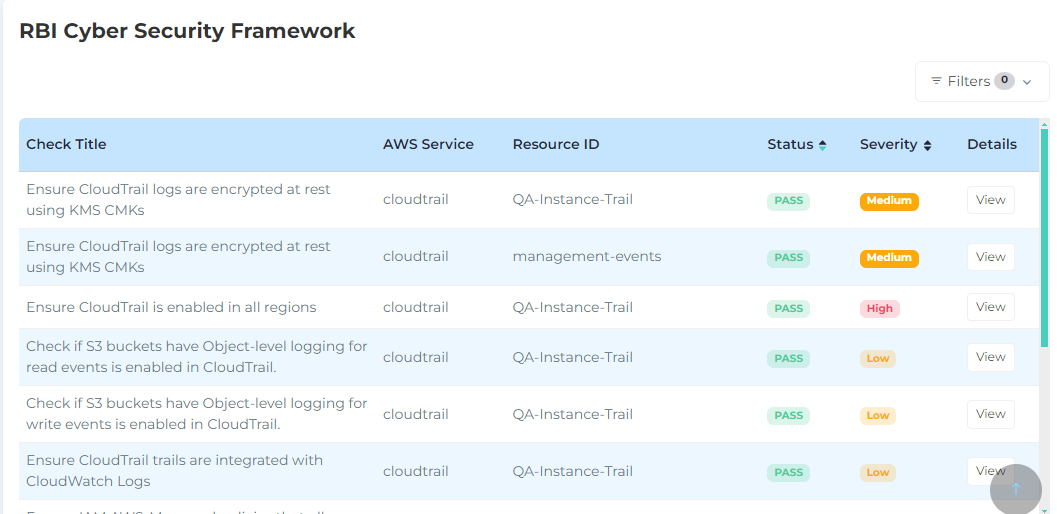 RBI Cyber Security Framework
Filters 0
Check Title AWS Service Resource ID Status Severity Details
Ensure CloudTrail logs are encrypted at rest
using KMS CMKs
cloudtrail QA-Instance-Trail PASS Medium View
Ensure CloudTrail logs are encrypted at rest
using KMS CMKs
cloudtrail management-events PASS Medium View
Ensure CloudTrail is enabled in all regions cloudtrail QA-Instance-Trail PASS High View
Check if S3 buckets have Object-level logging for
read events is enabled in CloudTrail.
cloudtrail QA-Instance-Trail PASS Low View
Check if S3 buckets have Object-level logging for
write events is enabled in CloudTrail.
cloudtrail QA-Instance-Trail PASS Low View
Ensure CloudTrail trails are integrated with
CloudWatch Logs
cloudtrail QA-Instance-Trail PASS Low View